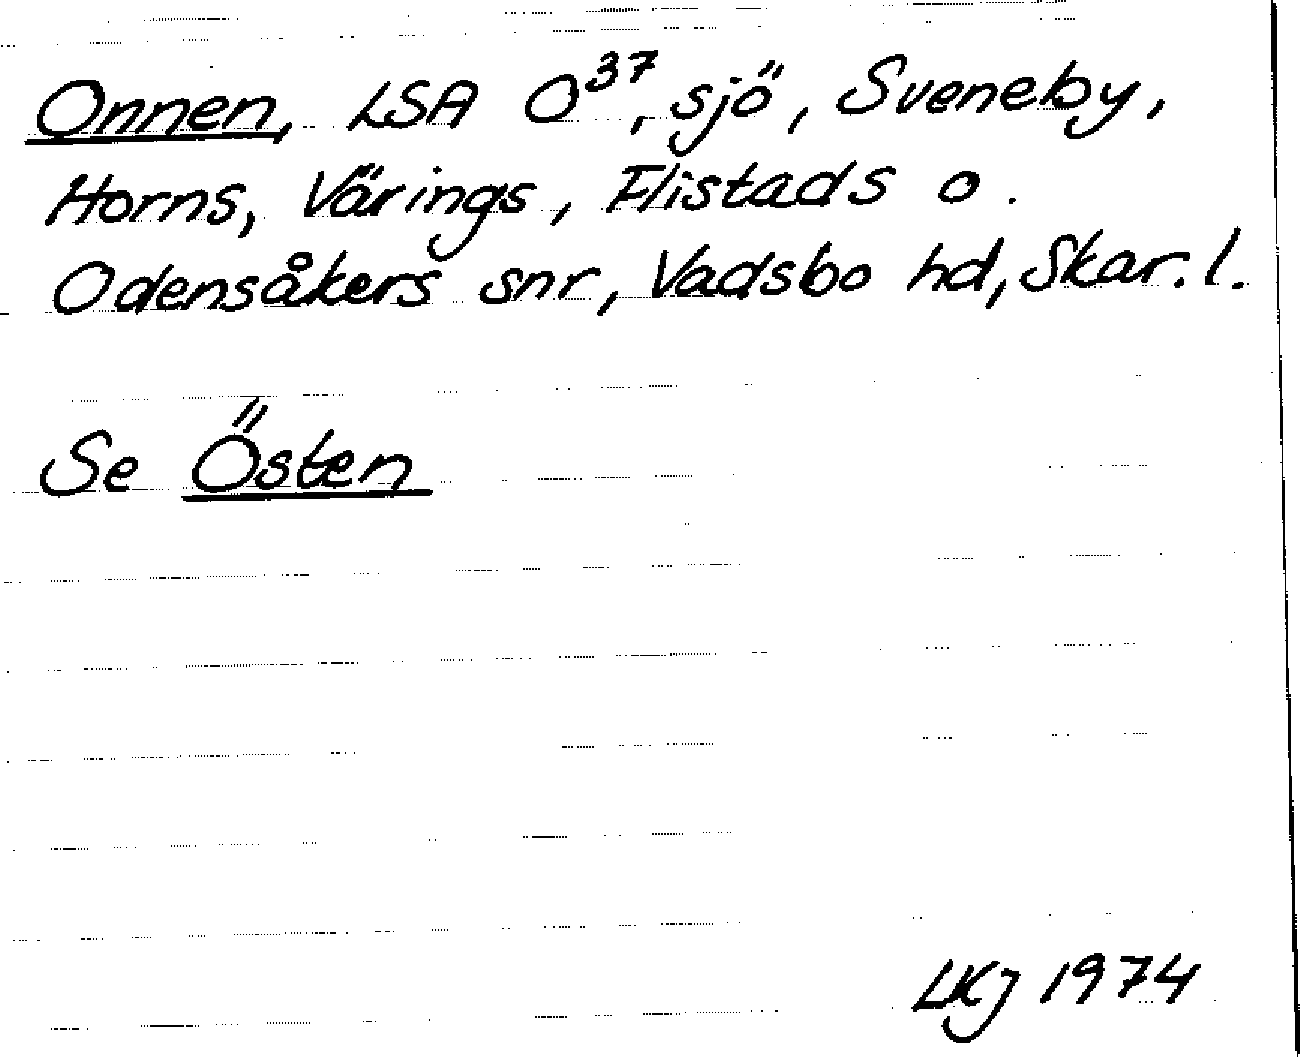 Onnen, LSA O³⁷, sjö, Sveneby,
Horns, Värings, Flistads o.
Odensåkers snr, Vadsbo hd, Skar. l.
Se Östen
LKJ 1974